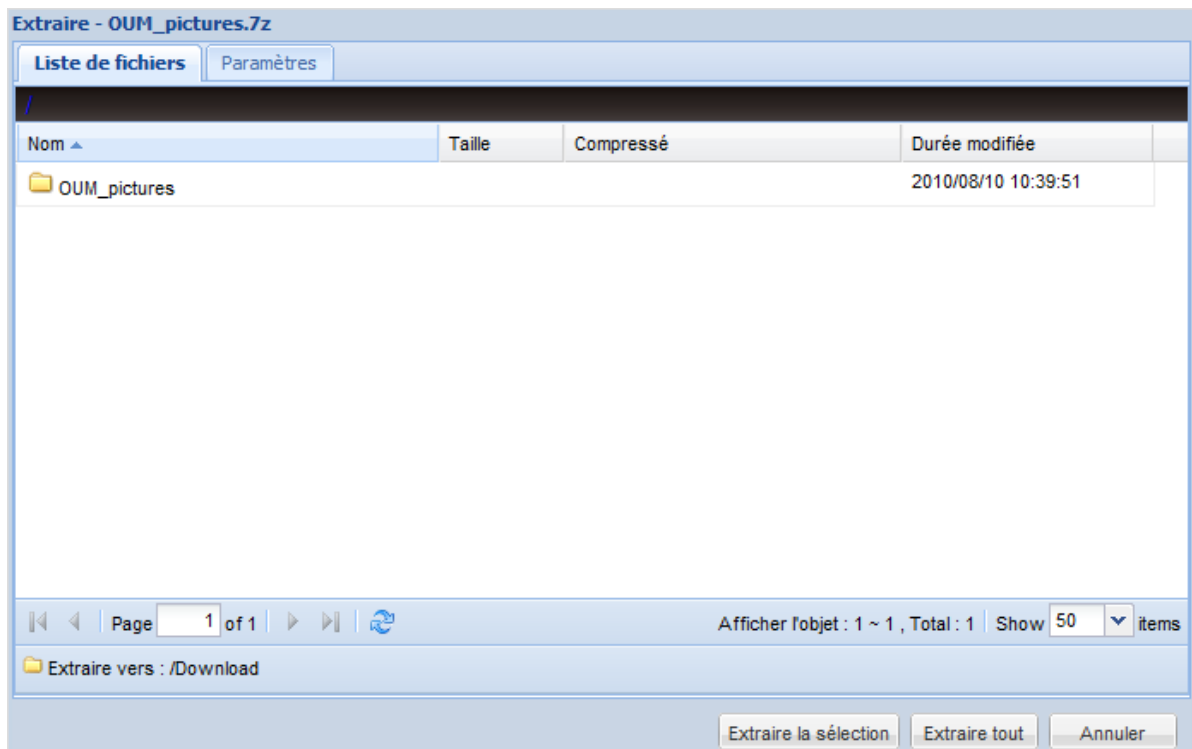 Extraire - OUM_pictures.7z
Liste de fichiers Paramètres
/
Nom Taille Compressé Durée modifiée
OUM_pictures 2010/08/10 10:39:51
Page 1 of 1 Afficher l'objet : 1 ~ 1 , Total : 1 Show 50 items
Extraire vers : /Download
Extraire la sélection Extraire tout Annuler